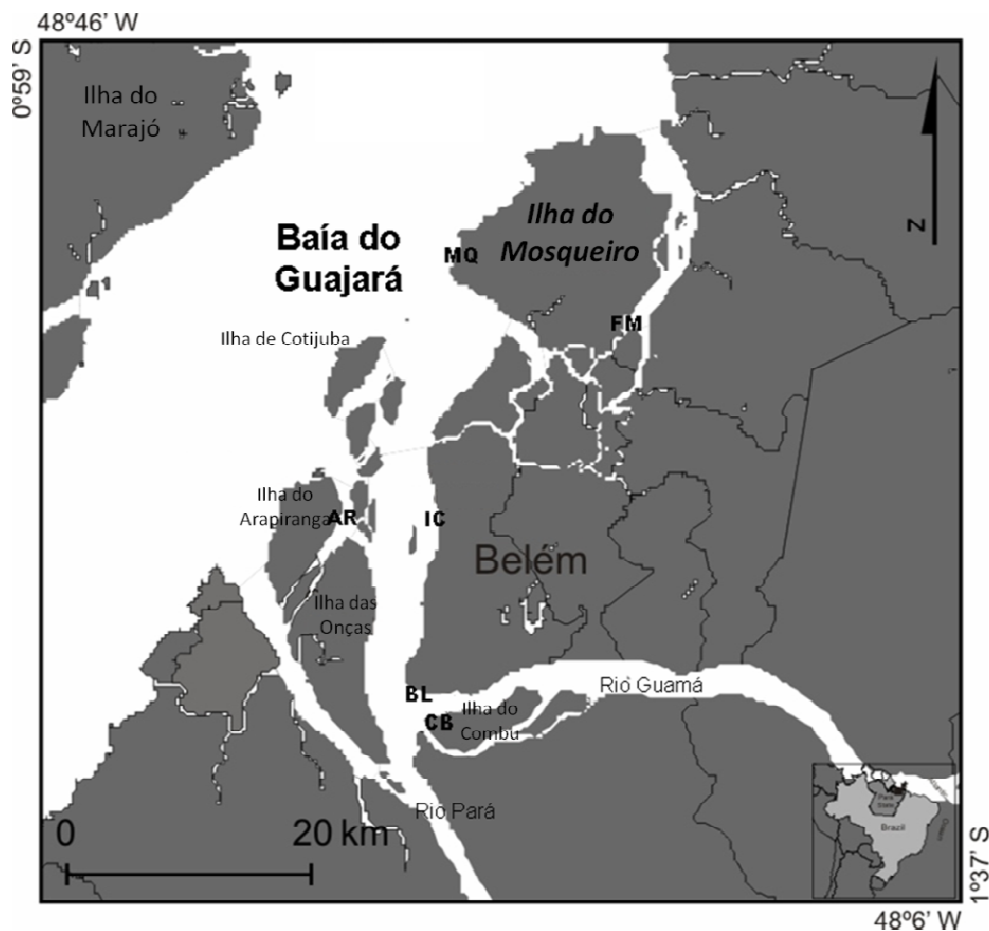 48º46’ W
0º59’ S
Ilha do
Marajó
Ilha do
Mosqueiro
Baía do
Guajará
MQ
N
FM
Ilha de Cotijuba
Ilha do
Arapiranga
AR
IC
Belém
Ilha das
Onças
BL
Rio Guamá
CB
Ilha do
Combu
Rio Pará
0
20 km
Brazil
1º37’ S
48º6’ W